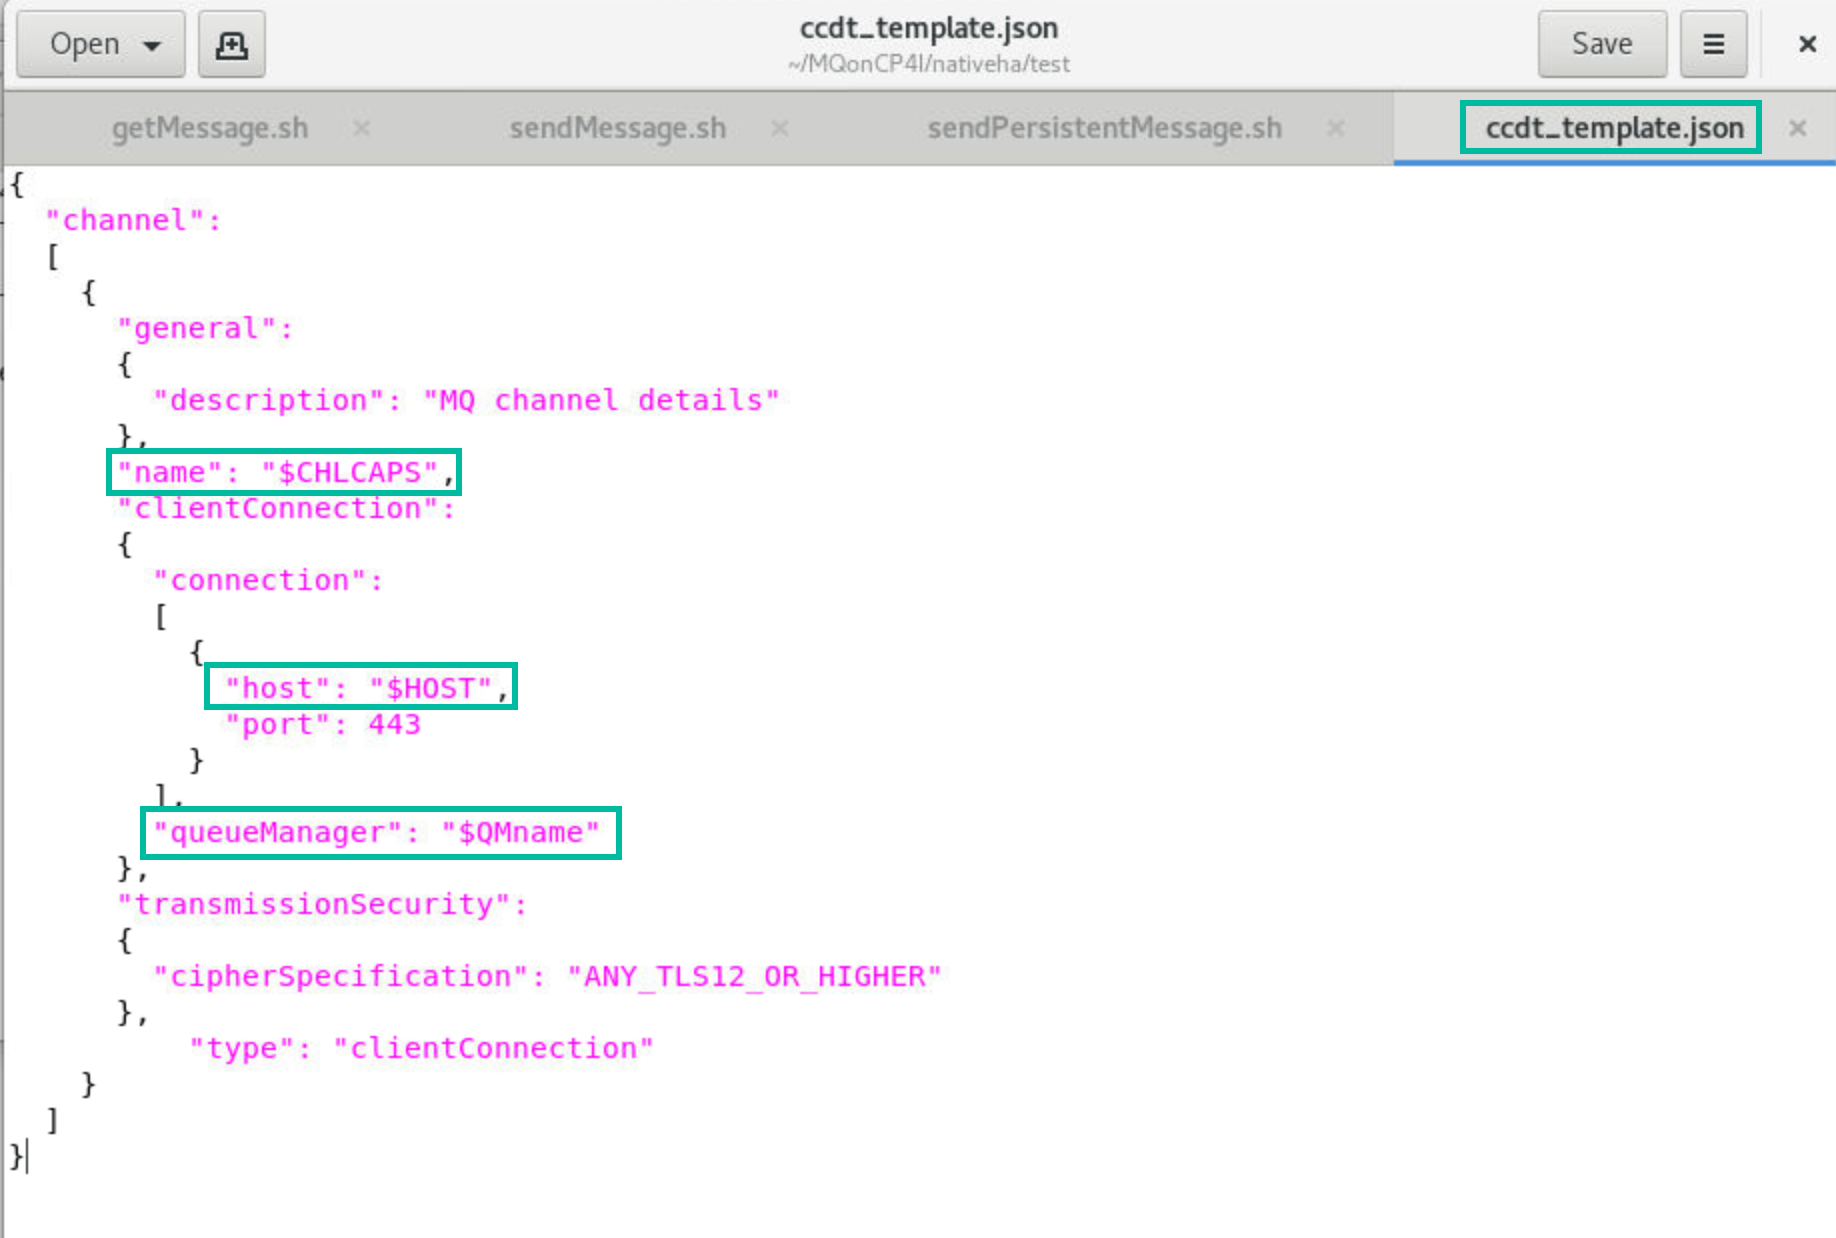 Open
ccdt_template.json
~/MQonCP4I/nativeha/test
Save
getMessage.sh
sendMessage.sh
sendPersistentMessage.sh
ccdt_template.json
{
  "channel":
  [
    {
      "general":
      {
        "description": "MQ channel details"
      },
      "name": "$CHLCAPS",
      "clientConnection":
      {
        "connection":
        [
          {
            "host": "$HOST",
            "port": 443
          }
        ],
        "queueManager": "$QMname"
      },
      "transmissionSecurity":
      {
        "cipherSpecification": "ANY_TLS12_OR_HIGHER"
      },
          "type": "clientConnection"
    }
  ]
}